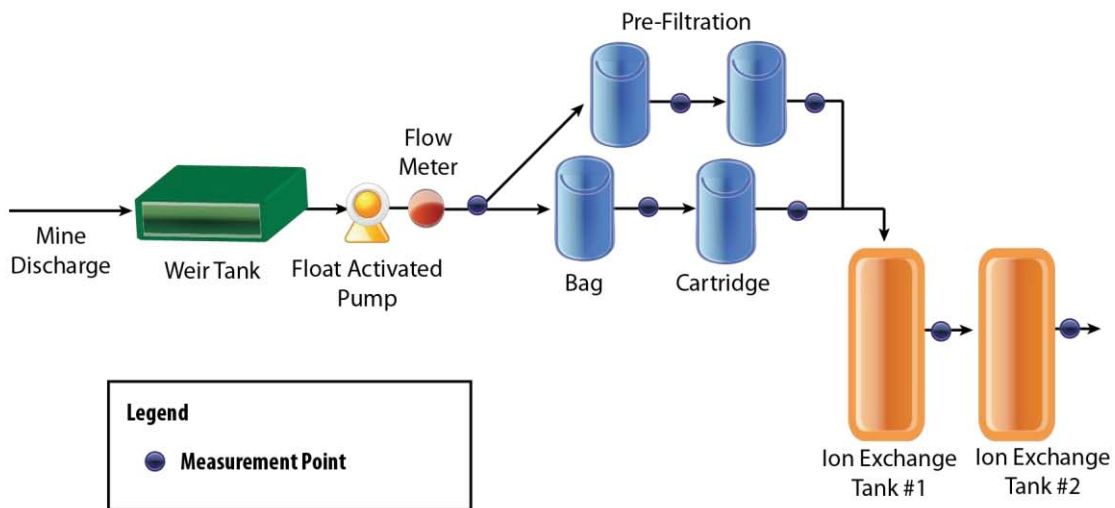 Pre-Filtration
Flow
Meter
Mine
Discharge
Weir Tank
Float Activated
Pump
Bag
Cartridge
Ion Exchange
Tank #1
Ion Exchange
Tank #2
Legend
Measurement Point